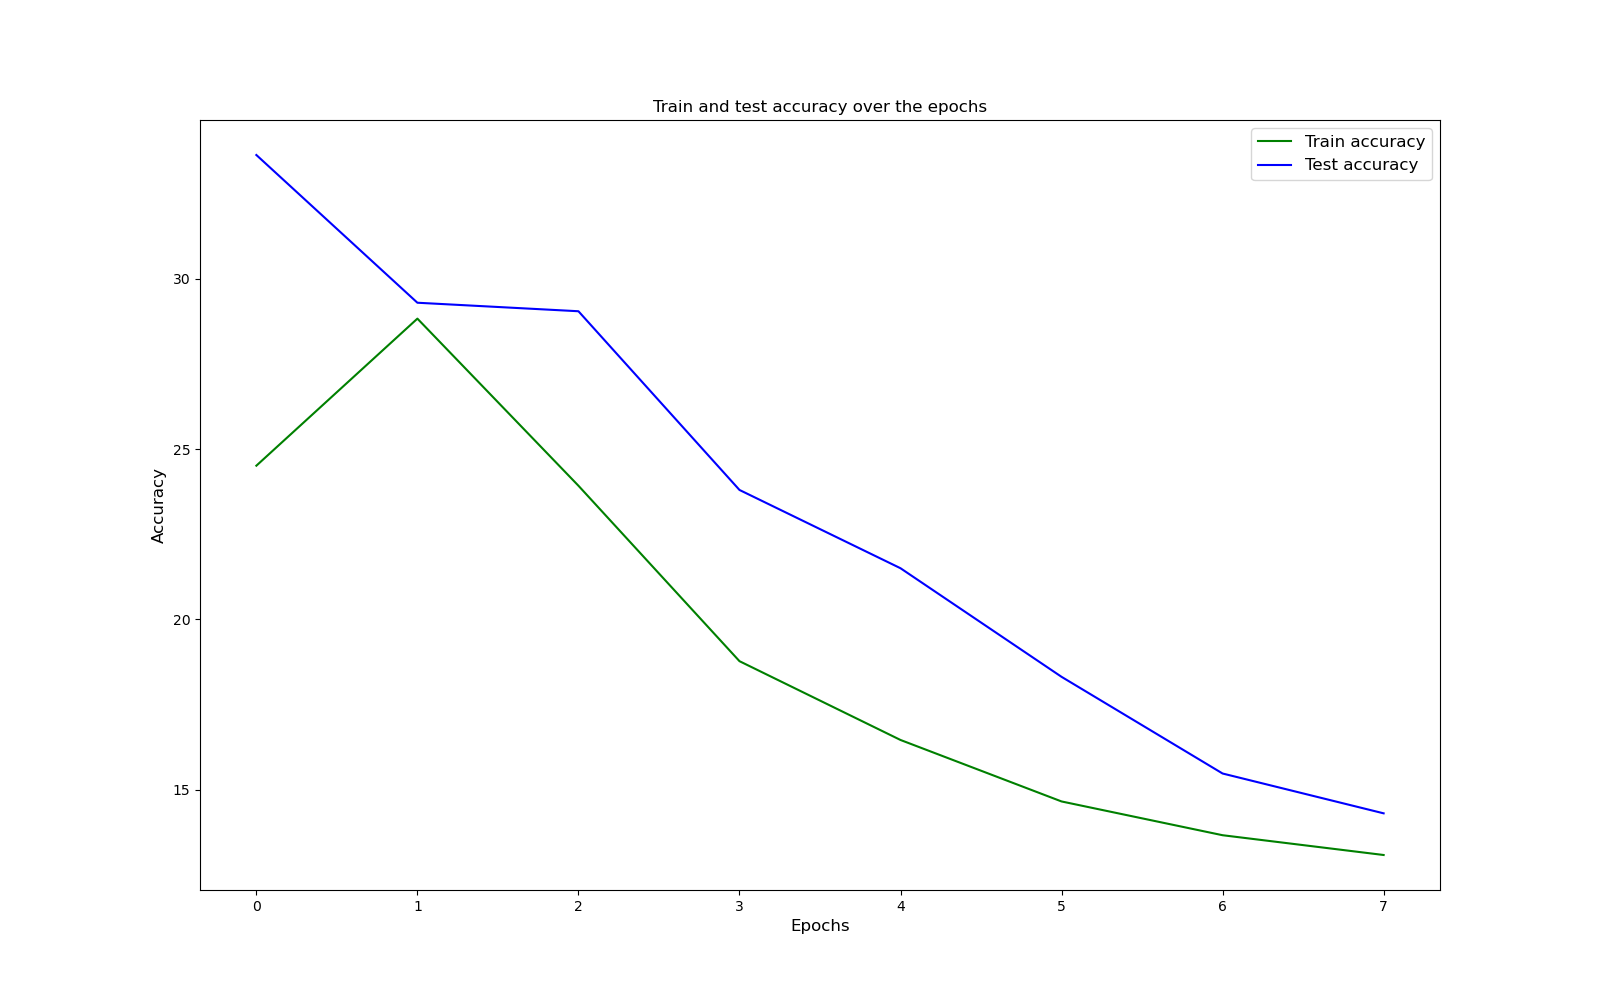 Train and test accuracy over the epochs
Train accuracy
Test accuracy
Accuracy
30
25
20
15
0 1 2 3 4 5 6 7
Epochs